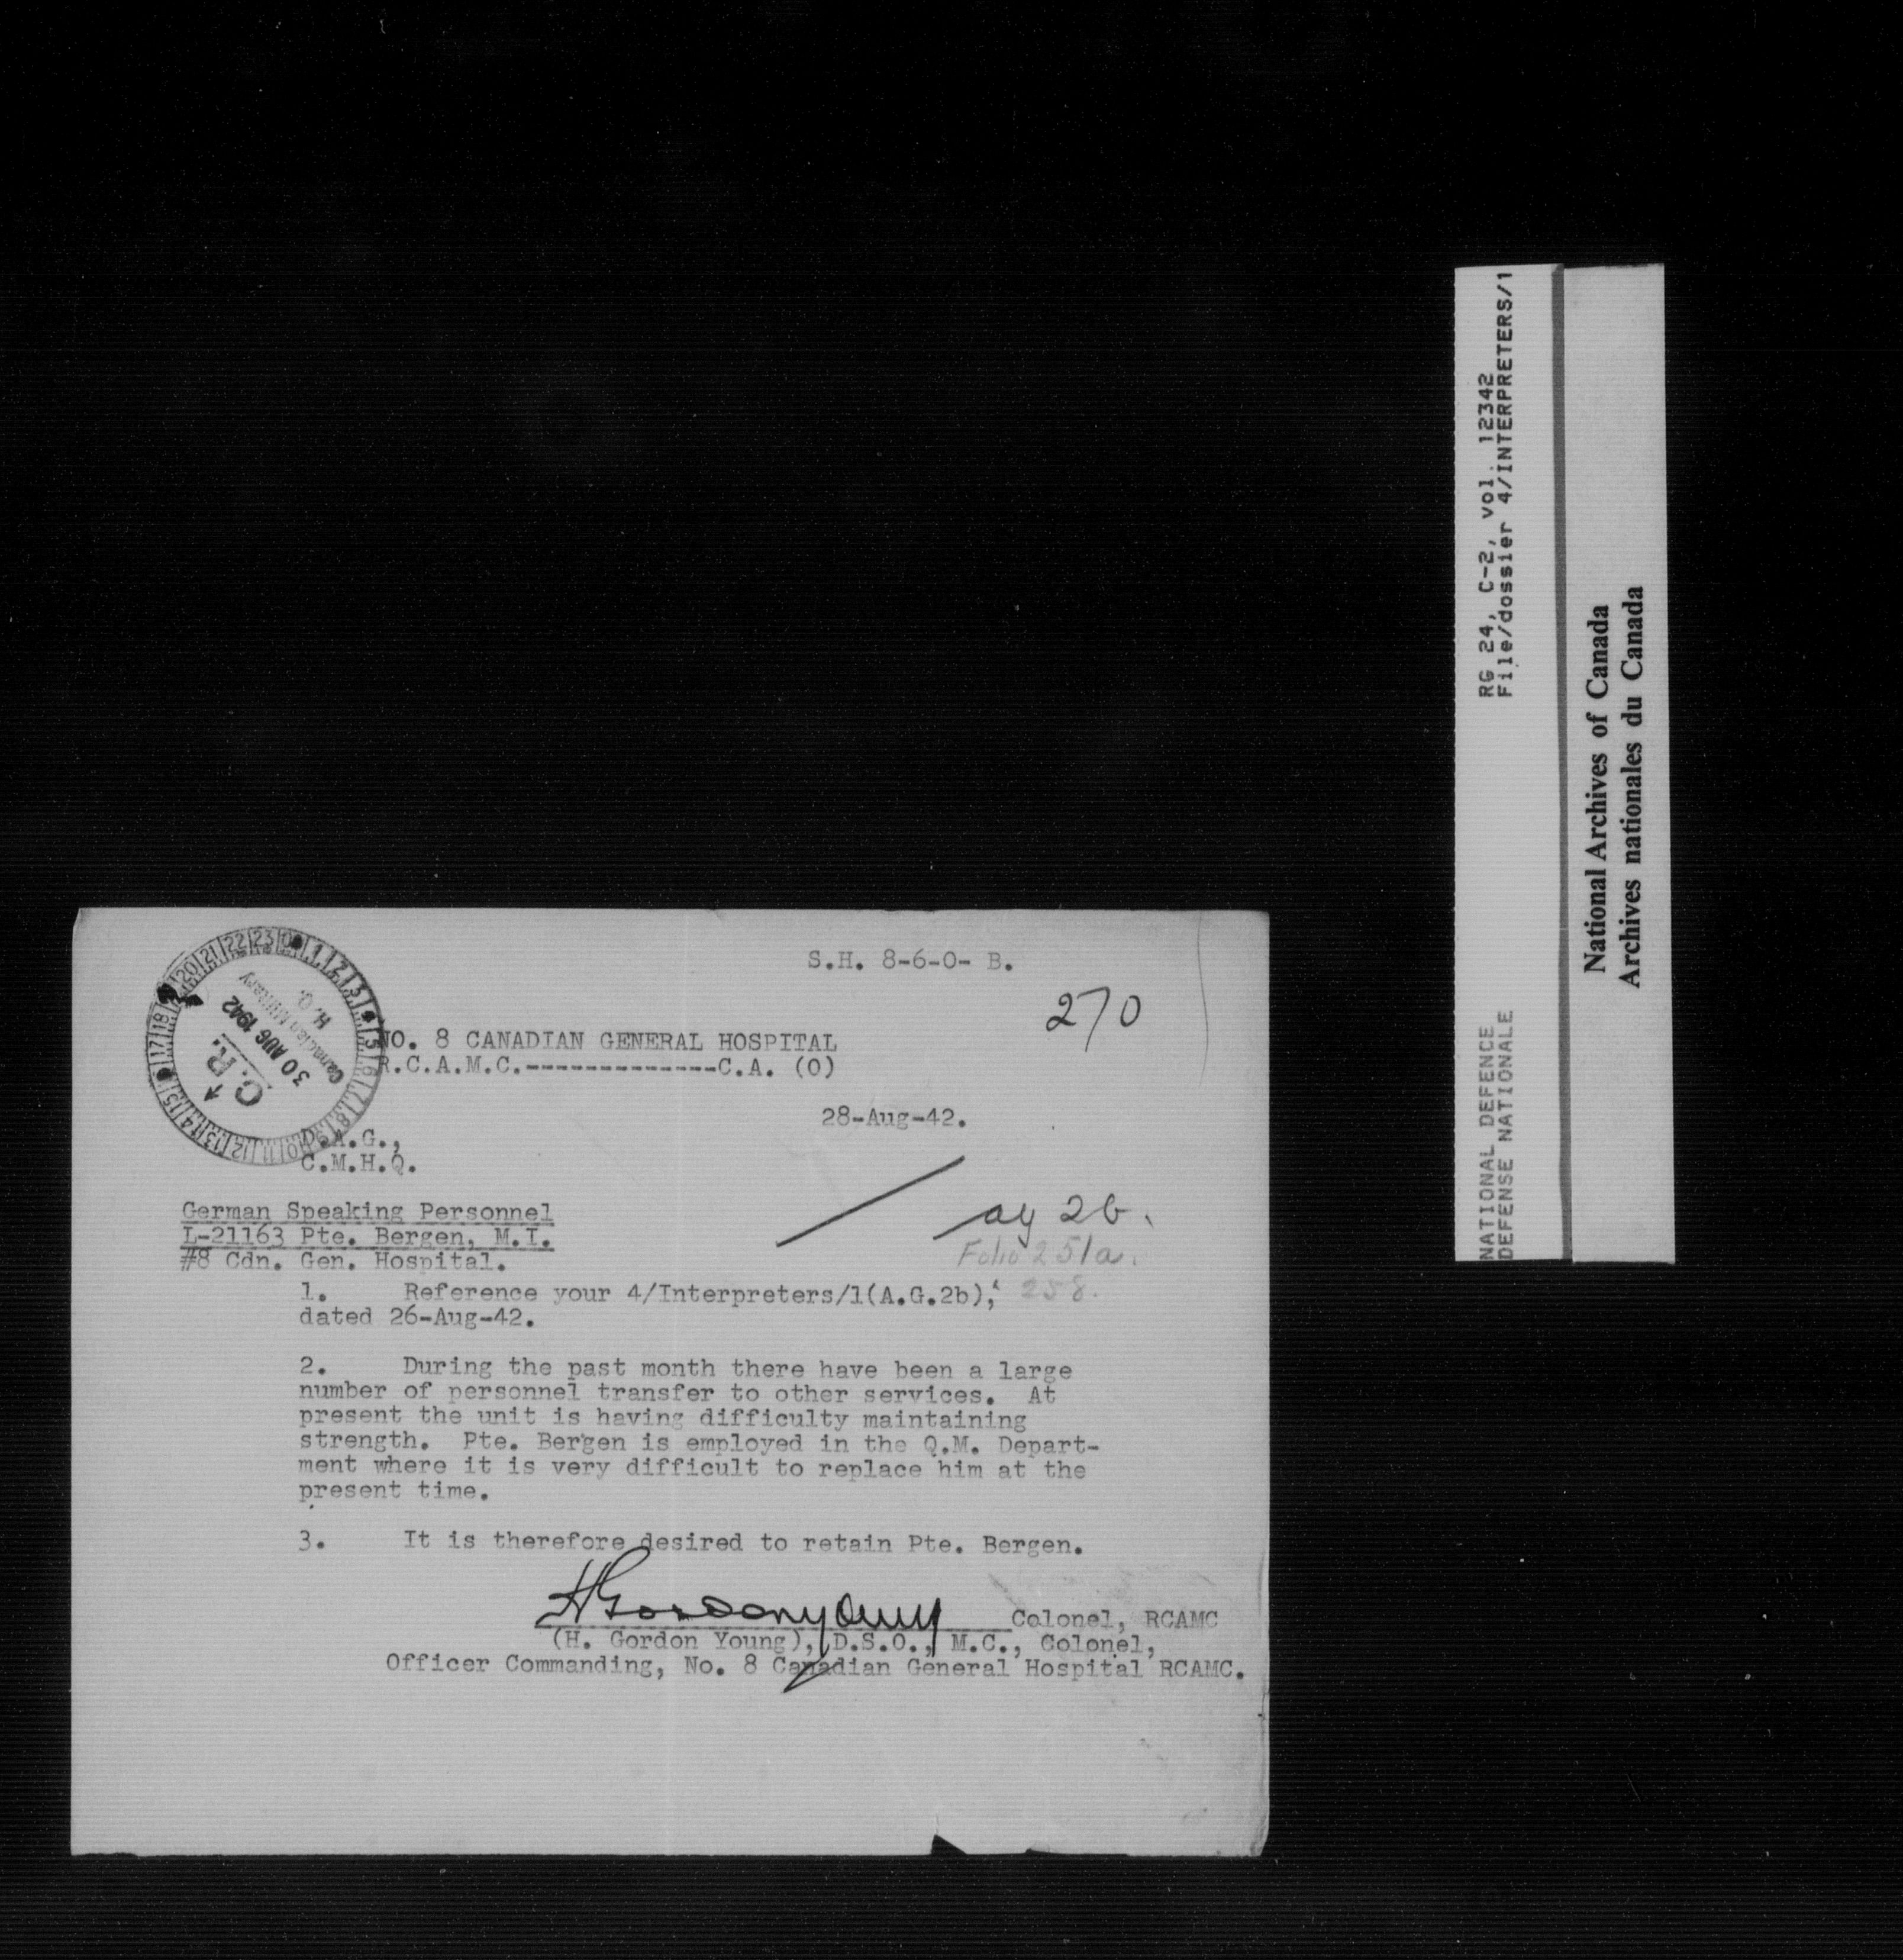 S.H. 8-6-0- B.
270
NO. 8 CANADIAN GENERAL HOSPITAL
R.C.A.M.C.-------------C.A. (O)
C.R.
30 AUG 1942
Canadian Military
H. Q.
28-Aug-42.
D.A.G.,
C.M.H.Q.
German Speaking Personnel
L-21163 Pte. Bergen, M.I.
#8 Cdn. Gen. Hospital.
ag 2b.
Folio 251a.
258.
1. Reference your 4/Interpreters/1(A.G.2b),
dated 26-Aug-42.
2. During the past month there have been a large
number of personnel transfer to other services. At
present the unit is having difficulty maintaining
strength. Pte. Bergen is employed in the Q.M. Depart-
ment where it is very difficult to replace him at the
present time.
3. It is therefore desired to retain Pte. Bergen.
H Gordon Young Colonel, RCAMC
(H. Gordon Young), D.S.O., M.C., Colonel,
Officer Commanding, No. 8 Canadian General Hospital RCAMC.
NATIONAL DEFENCE RG 24, C-2, vol. 12342
DEFENSE NATIONALE File/dossier 4/INTERPRETERS/1
National Archives of Canada
Archives nationales du Canada